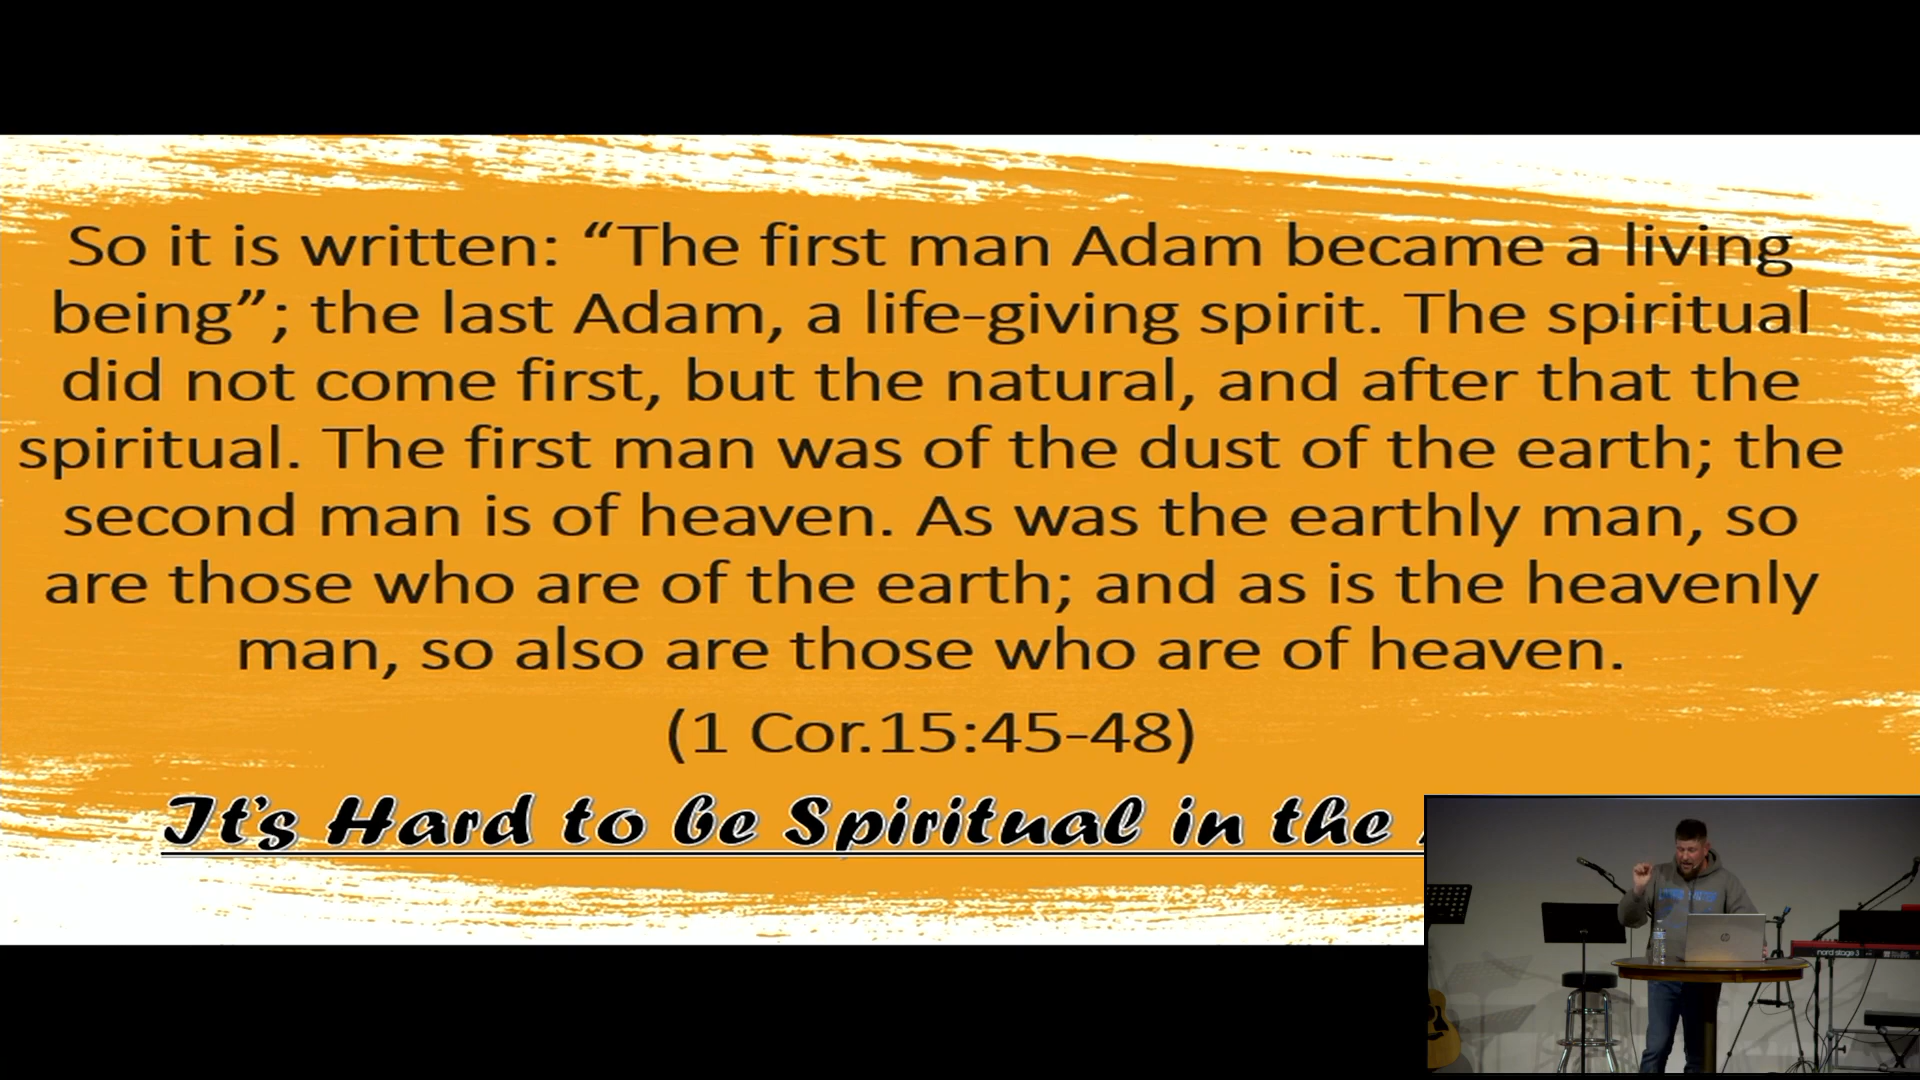 So it is written: “The first man Adam became a living
being”; the last Adam, a life-giving spirit. The spiritual
did not come first, but the natural, and after that the
spiritual. The first man was of the dust of the earth; the
second man is of heaven. As was the earthly man, so
are those who are of the earth; and as is the heavenly
man, so also are those who are of heaven.
(1 Cor.15:45-48)
It's Hard to be Spiritual in the
hp
nord stage 3